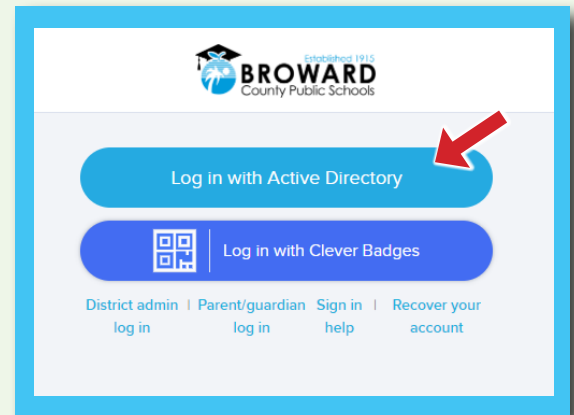 Established 1915
BROWARD
County Public Schools
Log in with Active Directory
Log in with Clever Badges
District admin log in | Parent/guardian log in | Sign in help | Recover your account